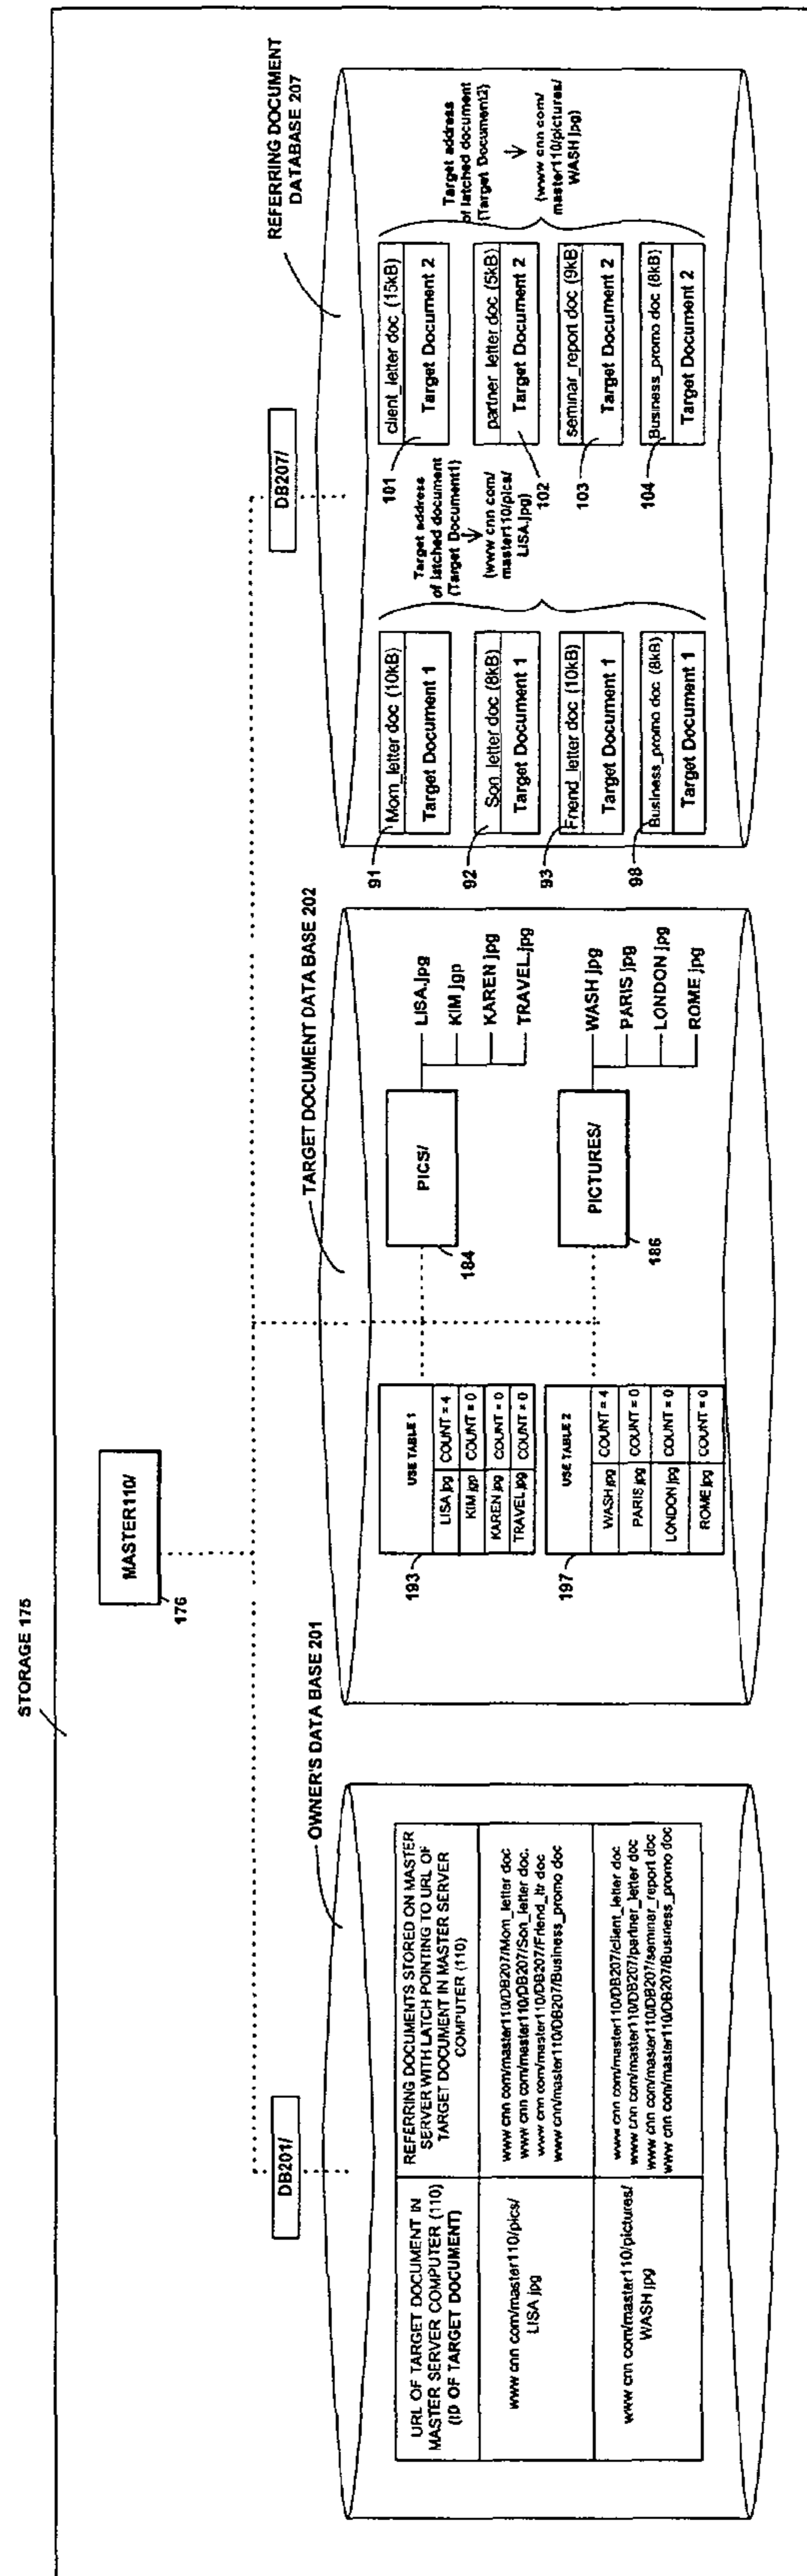 STORAGE 175
MASTER110/
176
DB201/
OWNER'S DATA BASE 201
URL OF TARGET DOCUMENT IN
MASTER SERVER COMPUTER (110)
(ID OF TARGET DOCUMENT)
REFERRING DOCUMENTS STORED ON MASTER
SERVER WITH LATCH POINTING TO URL OF
TARGET DOCUMENT IN MASTER SERVER
COMPUTER (110)
www cnn com/master110/pics/
LISA jpg
www cnn com/master110/DB207/Mom_letter doc
www cnn com/master110/DB207/Son_letter doc.
www cnn com/master110/DB207/Friend_ltr doc
www cnn/master110/DB207/Business_promo doc
www cnn com/master110/pictures/
WASH jpg
www cnn com/master110/DB207/client_letter doc
www cnn com/master110/DB207/partner_letter doc
www cnn com/master110/DB207/seminar_report doc
www cnn com/master110/DB207/Business_promo doc
TARGET DOCUMENT DATA BASE 202
193
USE TABLE 1
LISA jpg COUNT = 4
KIM jgp COUNT = 0
KAREN jpg COUNT = 0
TRAVEL jpg COUNT = 0
197
USE TABLE 2
WASH jpg COUNT = 4
PARIS jpg COUNT = 0
LONDON jpg COUNT = 0
ROME jpg COUNT = 0
PICS/
184
LISA.jpg
KIM jgp
KAREN jpg
TRAVEL.jpg
PICTURES/
186
WASH jpg
PARIS jpg
LONDON jpg
ROME jpg
DB207/
REFERRING DOCUMENT
DATABASE 207
91
Mom_letter doc (10kB)
Target Document 1
92
Son_letter doc (8kB)
Target Document 1
93
Friend_letter doc (10kB)
Target Document 1
98
Business_promo doc (8kB)
Target Document 1
Target address
of latched document
(Target Document1)
(www cnn com/
master110/pics/
LISA.jpg)
101
client_letter doc (15kB)
Target Document 2
102
partner_letter doc (5kB)
Target Document 2
103
seminar_report doc (9kB)
Target Document 2
104
Business_promo doc (8kB)
Target Document 2
Target address
of latched document
(Target Document2)
(www cnn com/
master110/pictures/
WASH jpg)